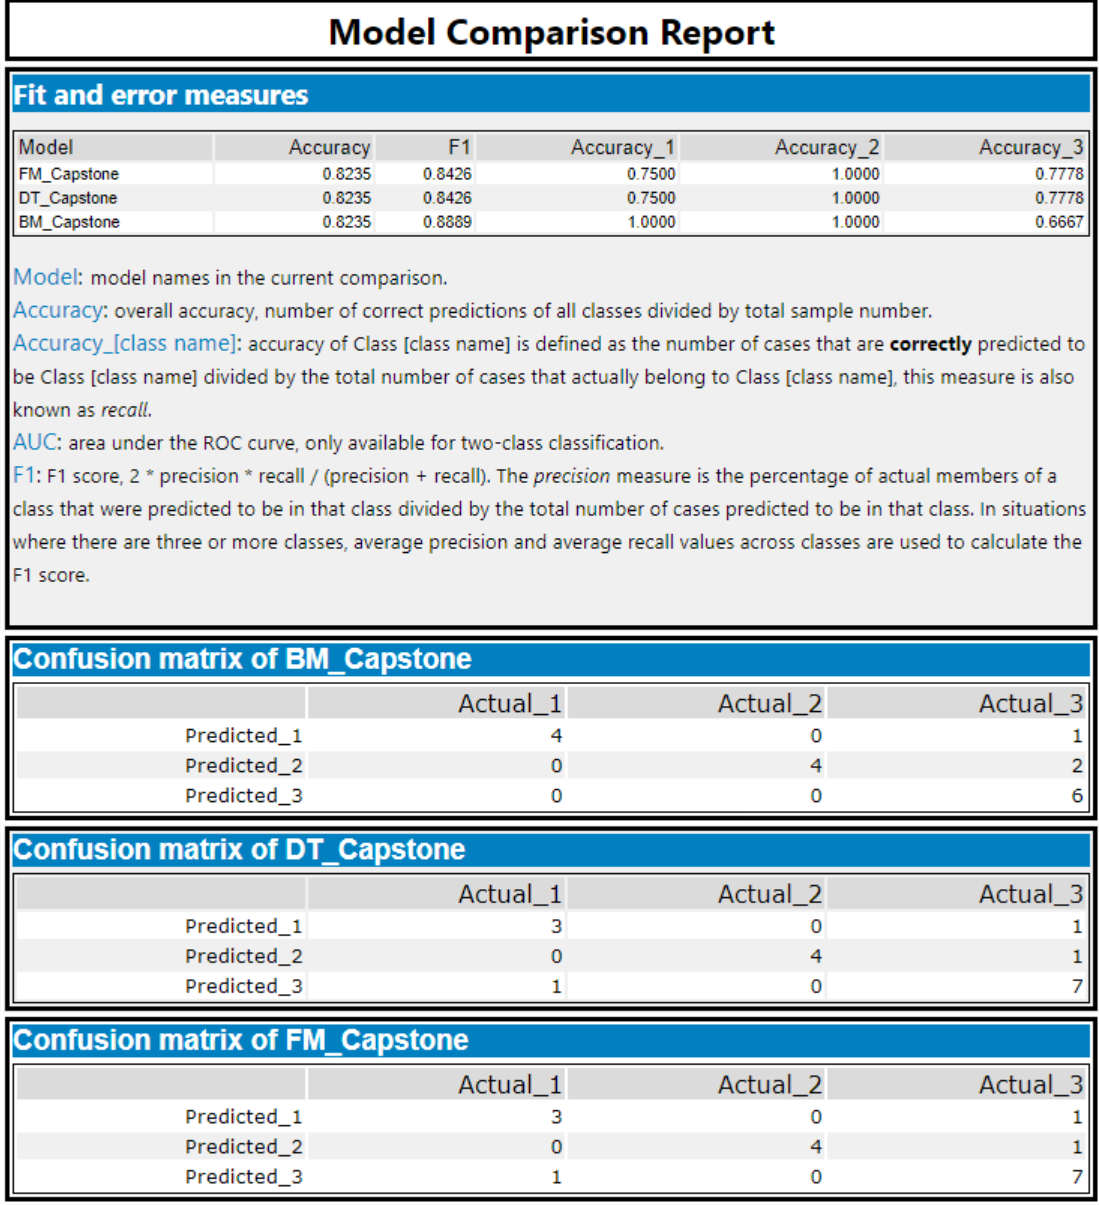 Model Comparison Report
Fit and error measures
Model Accuracy F1 Accuracy_1 Accuracy_2 Accuracy_3
FM_Capstone 0.8235 0.8426 0.7500 1.0000 0.7778
DT_Capstone 0.8235 0.8426 0.7500 1.0000 0.7778
BM_Capstone 0.8235 0.8889 1.0000 1.0000 0.6667
Model: model names in the current comparison.
Accuracy: overall accuracy, number of correct predictions of all classes divided by total sample number.
Accuracy_[class name]: accuracy of Class [class name] is defined as the number of cases that are correctly predicted to
be Class [class name] divided by the total number of cases that actually belong to Class [class name], this measure is also
known as recall.
AUC: area under the ROC curve, only available for two-class classification.
F1: F1 score, 2 * precision * recall / (precision + recall). The precision measure is the percentage of actual members of a
class that were predicted to be in that class divided by the total number of cases predicted to be in that class. In situations
where there are three or more classes, average precision and average recall values across classes are used to calculate the
F1 score.
Confusion matrix of BM_Capstone
Actual_1 Actual_2 Actual_3
Predicted_1 4 0 1
Predicted_2 0 4 2
Predicted_3 0 0 6
Confusion matrix of DT_Capstone
Actual_1 Actual_2 Actual_3
Predicted_1 3 0 1
Predicted_2 0 4 1
Predicted_3 1 0 7
Confusion matrix of FM_Capstone
Actual_1 Actual_2 Actual_3
Predicted_1 3 0 1
Predicted_2 0 4 1
Predicted_3 1 0 7